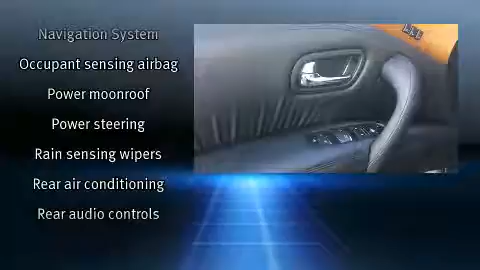 Navigation System
Occupant sensing airbag
Power moonroof
Power steering
Rain sensing wipers
Rear air conditioning
Rear audio controls